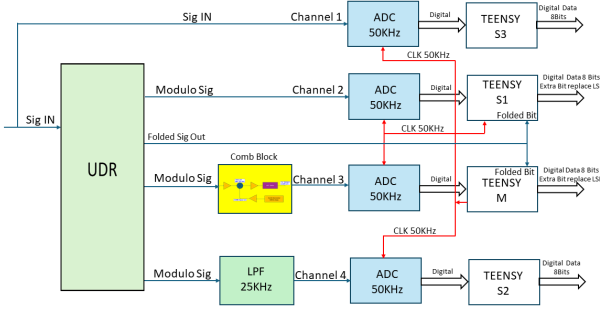 Sig IN
Channel 1
ADC
50KHz
Digital
TEENSY
S3
Digital Data
8Bits
CLK 50KHz
Sig IN
UDR
Modulo Sig
Channel 2
ADC
50KHz
Digital
TEENSY
S1
Digital Data 8 Bits
Extra Bit replace LS
Folded Bit
CLK 50KHz
Folded Sig Out
Comb Block
Modulo Sig
Channel 3
ADC
50KHz
Digital
Folded Bit
TEENSY
M
Digital Data 8 Bits
Extra Bit replace LS
CLK 50KHz
Modulo Sig
LPF
25KHz
Channel 4
ADC
50KHz
Digital
TEENSY
S2
Digital Data
8Bits